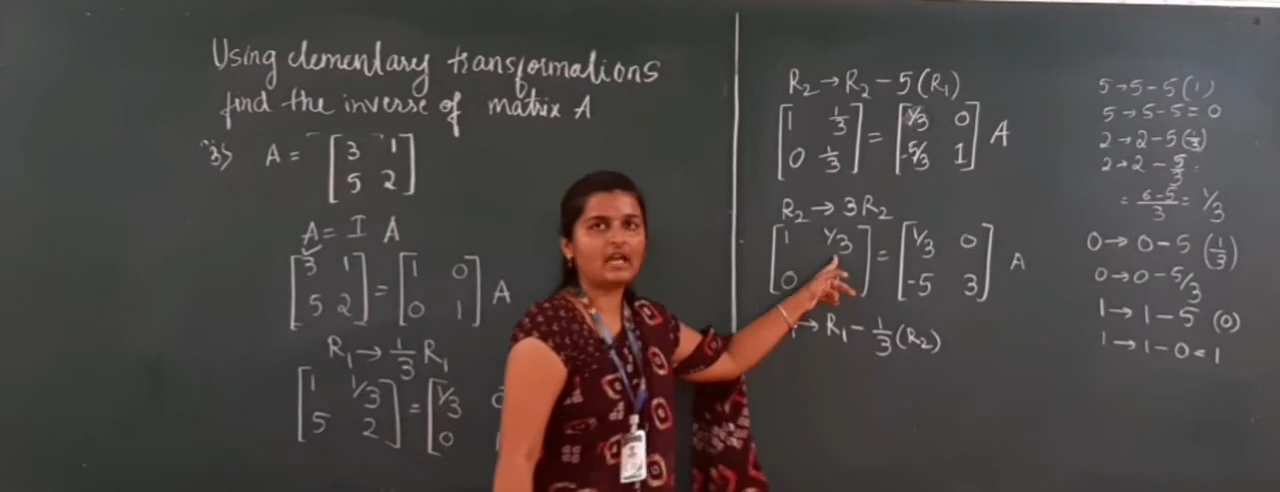 Using elementary transformations
find the inverse of matrix A
3) A = [3 1
5 2]
A = I A
[3 1
5 2] = [1 0
0 1] A
R₁ → 1/3 R₁
[1 1/3
5 2] = [1/3
0
R₂ → R₂ - 5(R₁)
[1 1/3
0 1/3] = [1/3 0
-5/3 1] A
R₂ → 3R₂
[1 1/3
0 ] = [1/3 0
-5 3] A
→ R₁ - 1/3 (R₂)
5 → 5 - 5(1)
5 → 5 - 5 = 0
2 → 2 - 5(1/3)
2 → 2 - 5/3
= 6-5/3 = 1/3
0 → 0 - 5 (1/3)
0 → 0 - 5/3
1 → 1 - 5 (0)
1 → 1 - 0 = 1